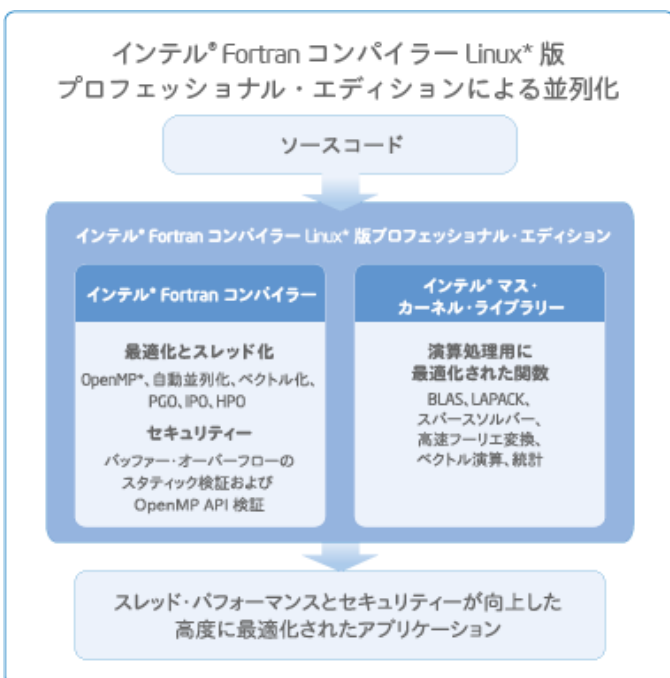 インテル® Fortran コンパイラー Linux* 版
プロフェッショナル・エディションによる並列化
ソースコード
インテル® Fortran コンパイラー Linux* 版プロフェッショナル・エディション
インテル® Fortran コンパイラー
最適化とスレッド化
OpenMP*、自動並列化、ベクトル化、
PGO、IPO、HPO
セキュリティー
バッファー・オーバーフローの
スタティック検証および
OpenMP API 検証
インテル® マス・
カーネル・ライブラリー
演算処理用に
最適化された関数
BLAS、LAPACK、
スパースソルバー、
高速フーリエ変換、
ベクトル演算、統計
スレッド・パフォーマンスとセキュリティーが向上した
高度に最適化されたアプリケーション